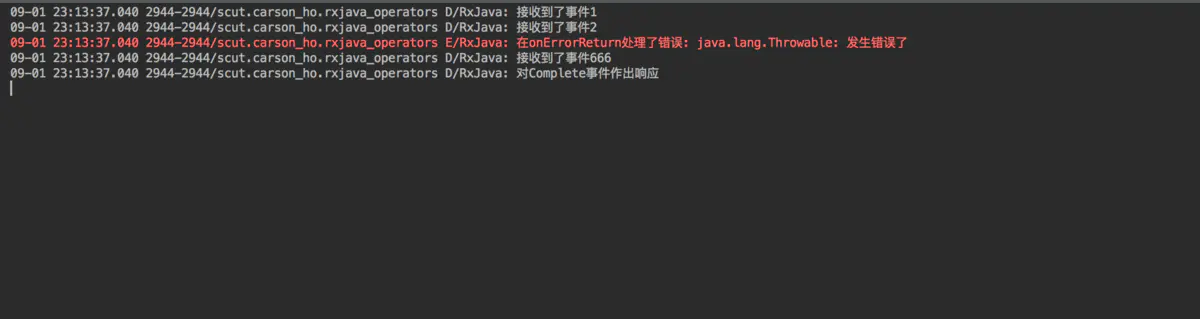 09-01 23:13:37.040 2944-2944/scut.carson_ho.rxjava_operators D/RxJava: 接收到了事件1
09-01 23:13:37.040 2944-2944/scut.carson_ho.rxjava_operators D/RxJava: 接收到了事件2
09-01 23:13:37.040 2944-2944/scut.carson_ho.rxjava_operators E/RxJava: 在onErrorReturn处理了错误: java.lang.Throwable: 发生错误了
09-01 23:13:37.040 2944-2944/scut.carson_ho.rxjava_operators D/RxJava: 接收到了事件666
09-01 23:13:37.040 2944-2944/scut.carson_ho.rxjava_operators D/RxJava: 对Complete事件作出响应